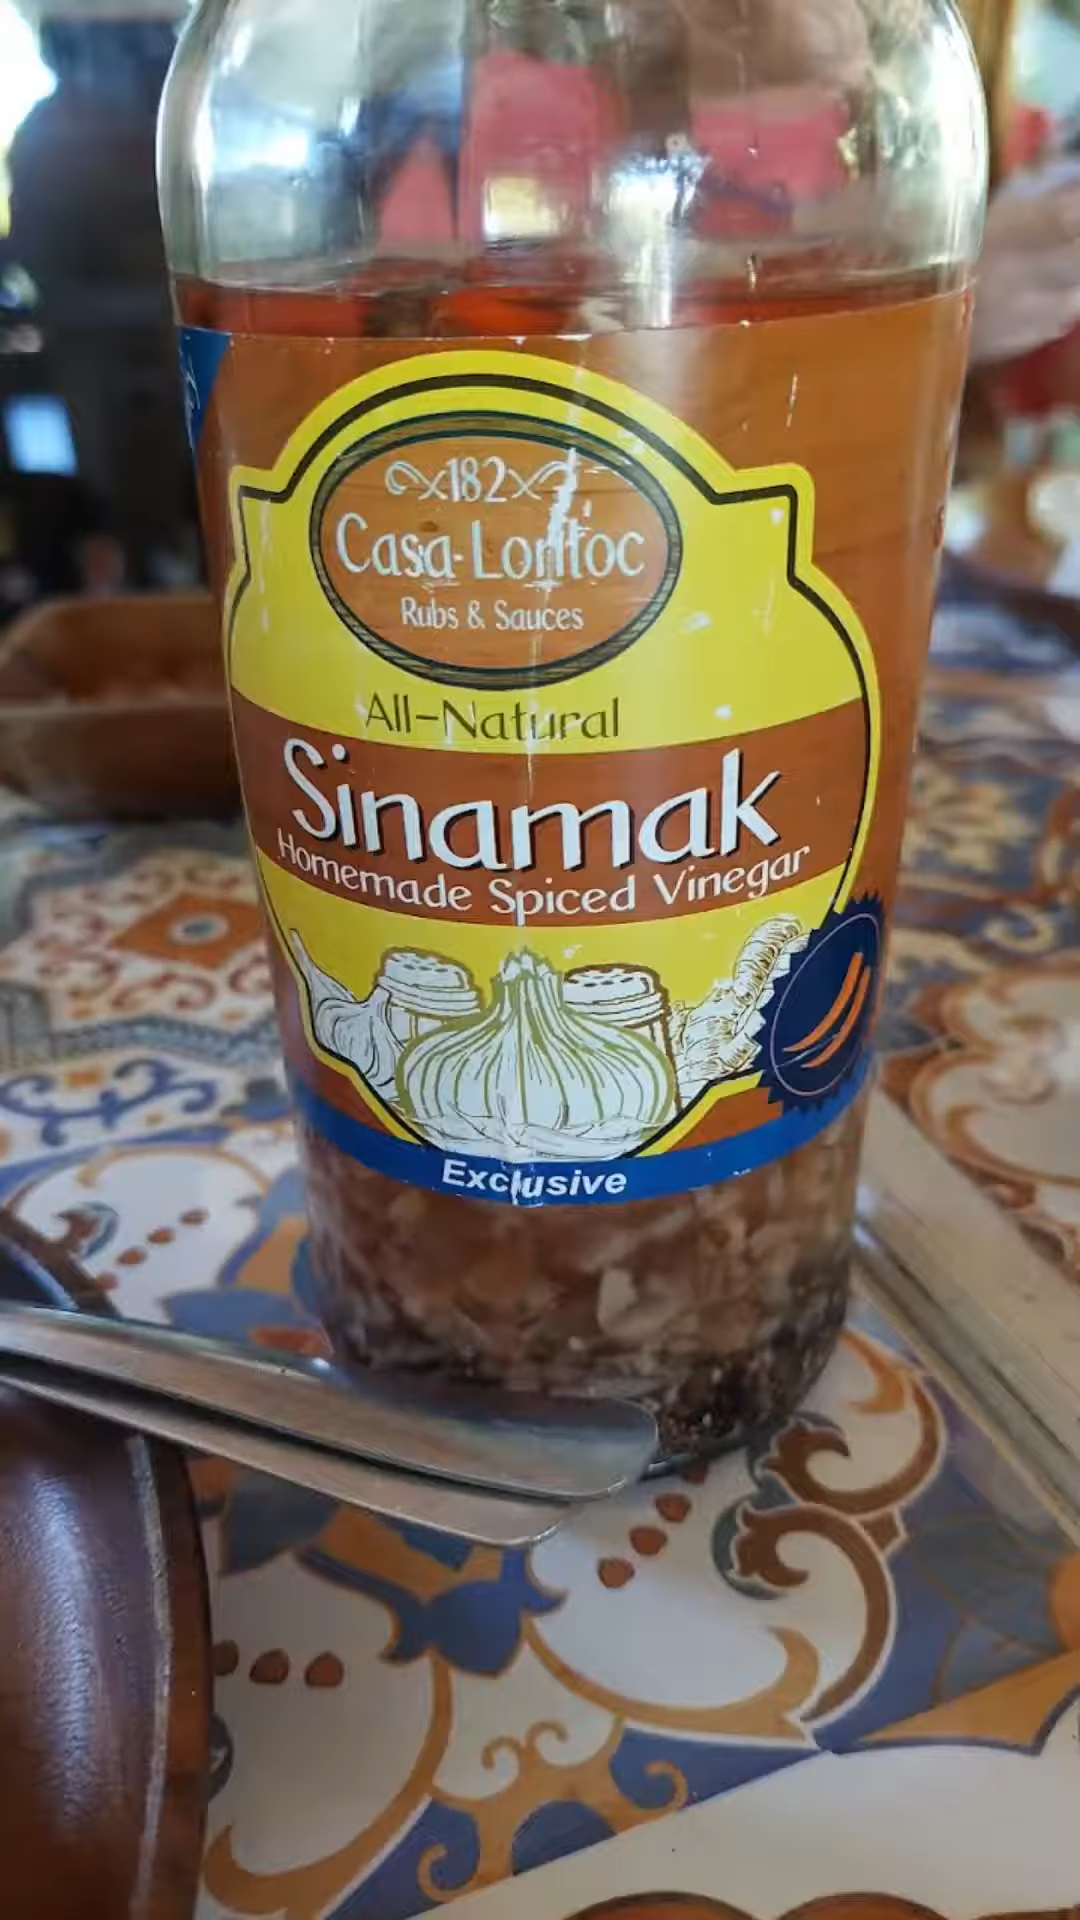 182
Casa-Lontoc
Rubs & Sauces
All-Natural
Sinamak
Homemade Spiced Vinegar
Exclusive